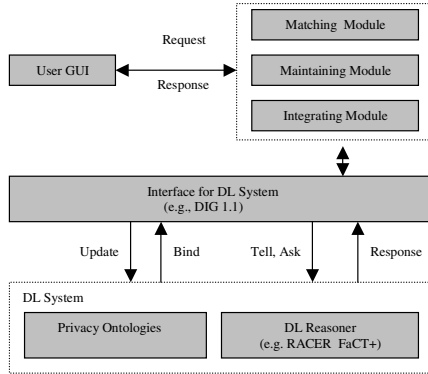 Matching Module
Request
User GUI
Maintaining Module
Response
Integrating Module
Interface for DL System
(e.g., DIG 1.1)
Update
Bind
Tell, Ask
Response
DL System
Privacy Ontologies
DL Reasoner
(e.g. RACER FaCT+)